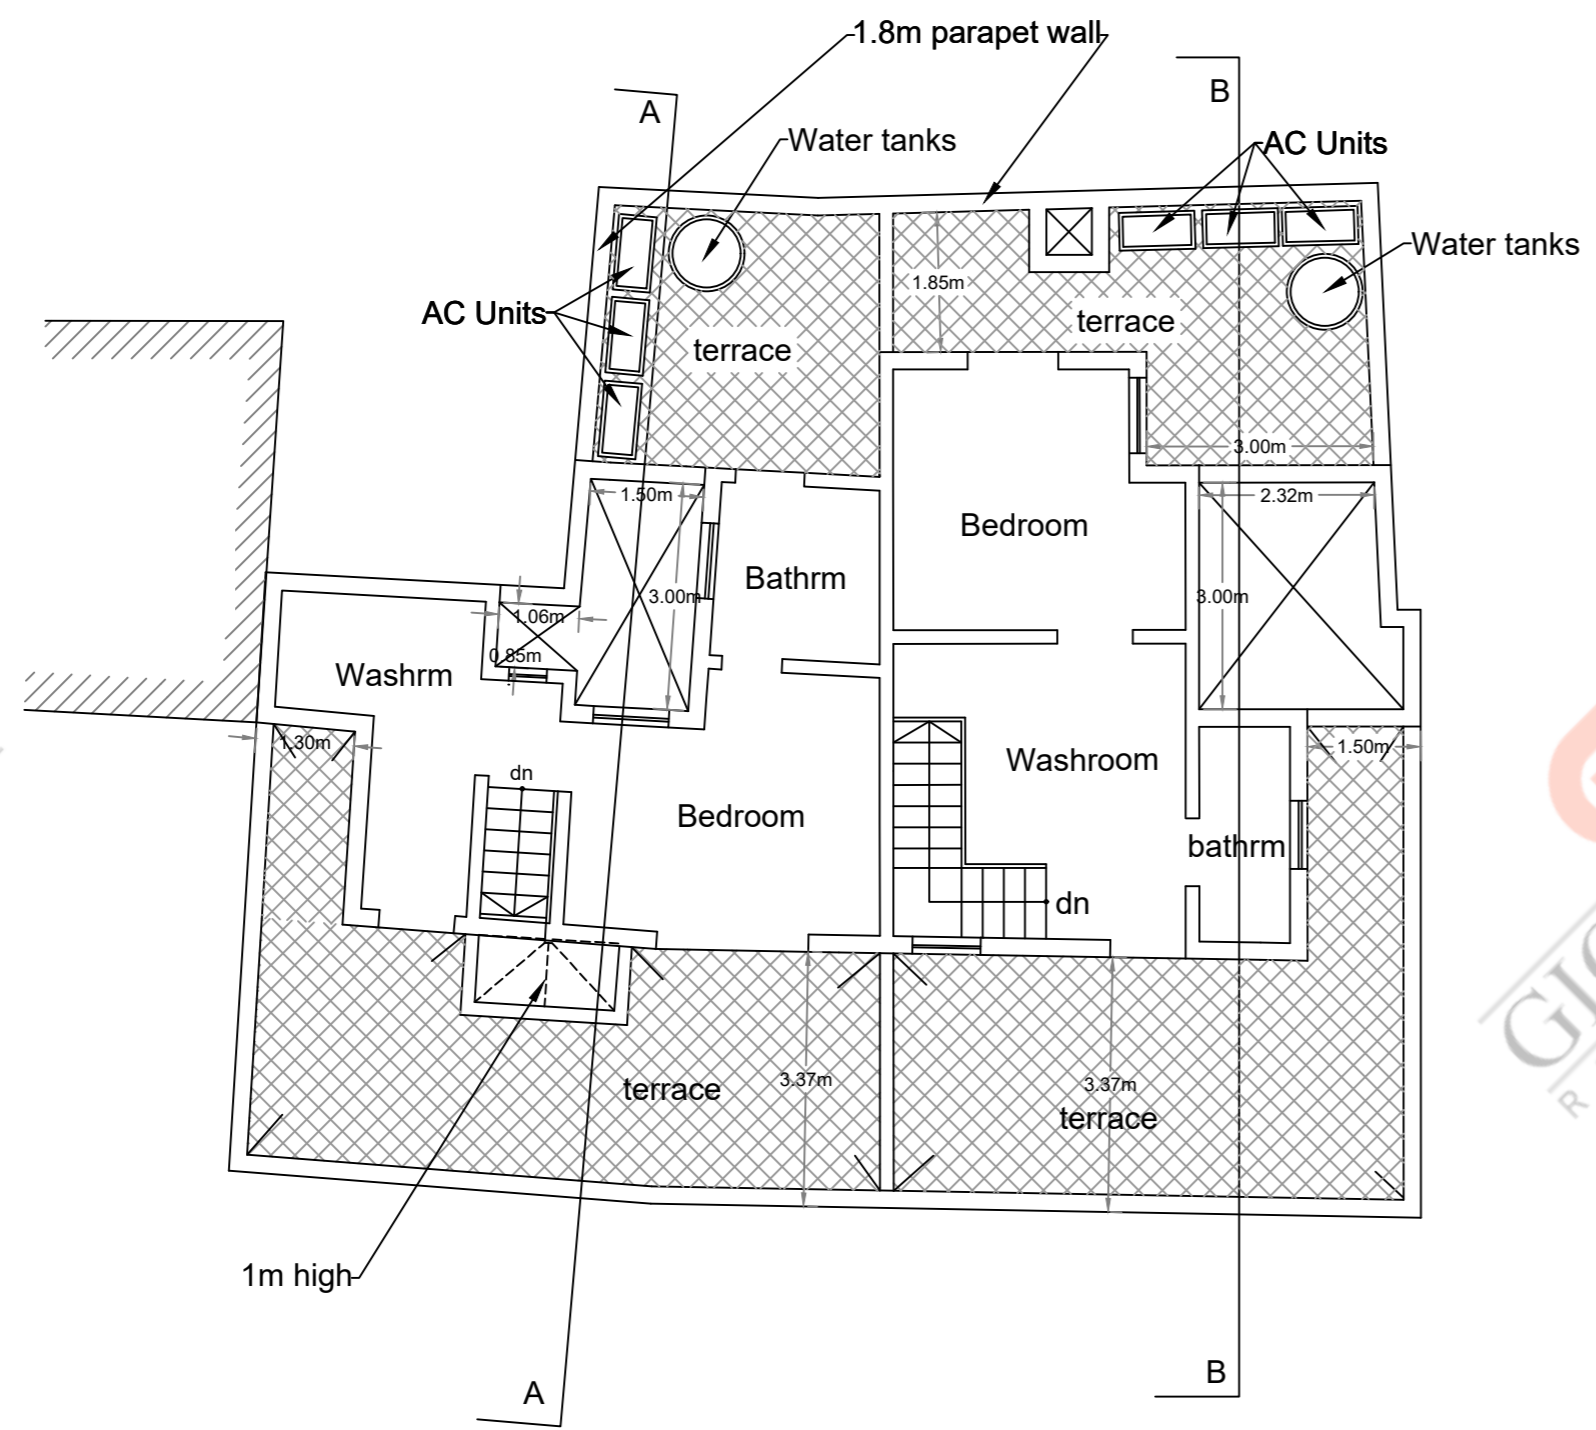 1.8m parapet wall
A
B
Water tanks
AC Units
Water tanks
1.85m
AC Units
terrace
terrace
3.00m
1.50m
2.32m
Bedroom
Bathrm
3.00m
3.00m
1.06m
0.85m
Washrm
1.30m
1.50m
Washroom
dn
Bedroom
bathrm
dn
3.37m
3.37m
terrace
terrace
1m high
A
B